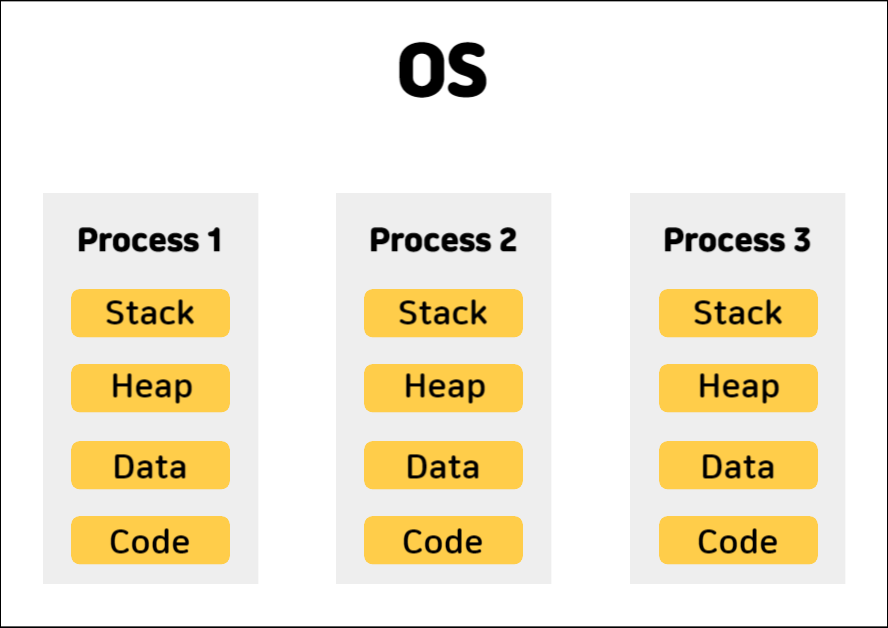 OS
Process 1
Stack
Heap
Data
Code
Process 2
Stack
Heap
Data
Code
Process 3
Stack
Heap
Data
Code